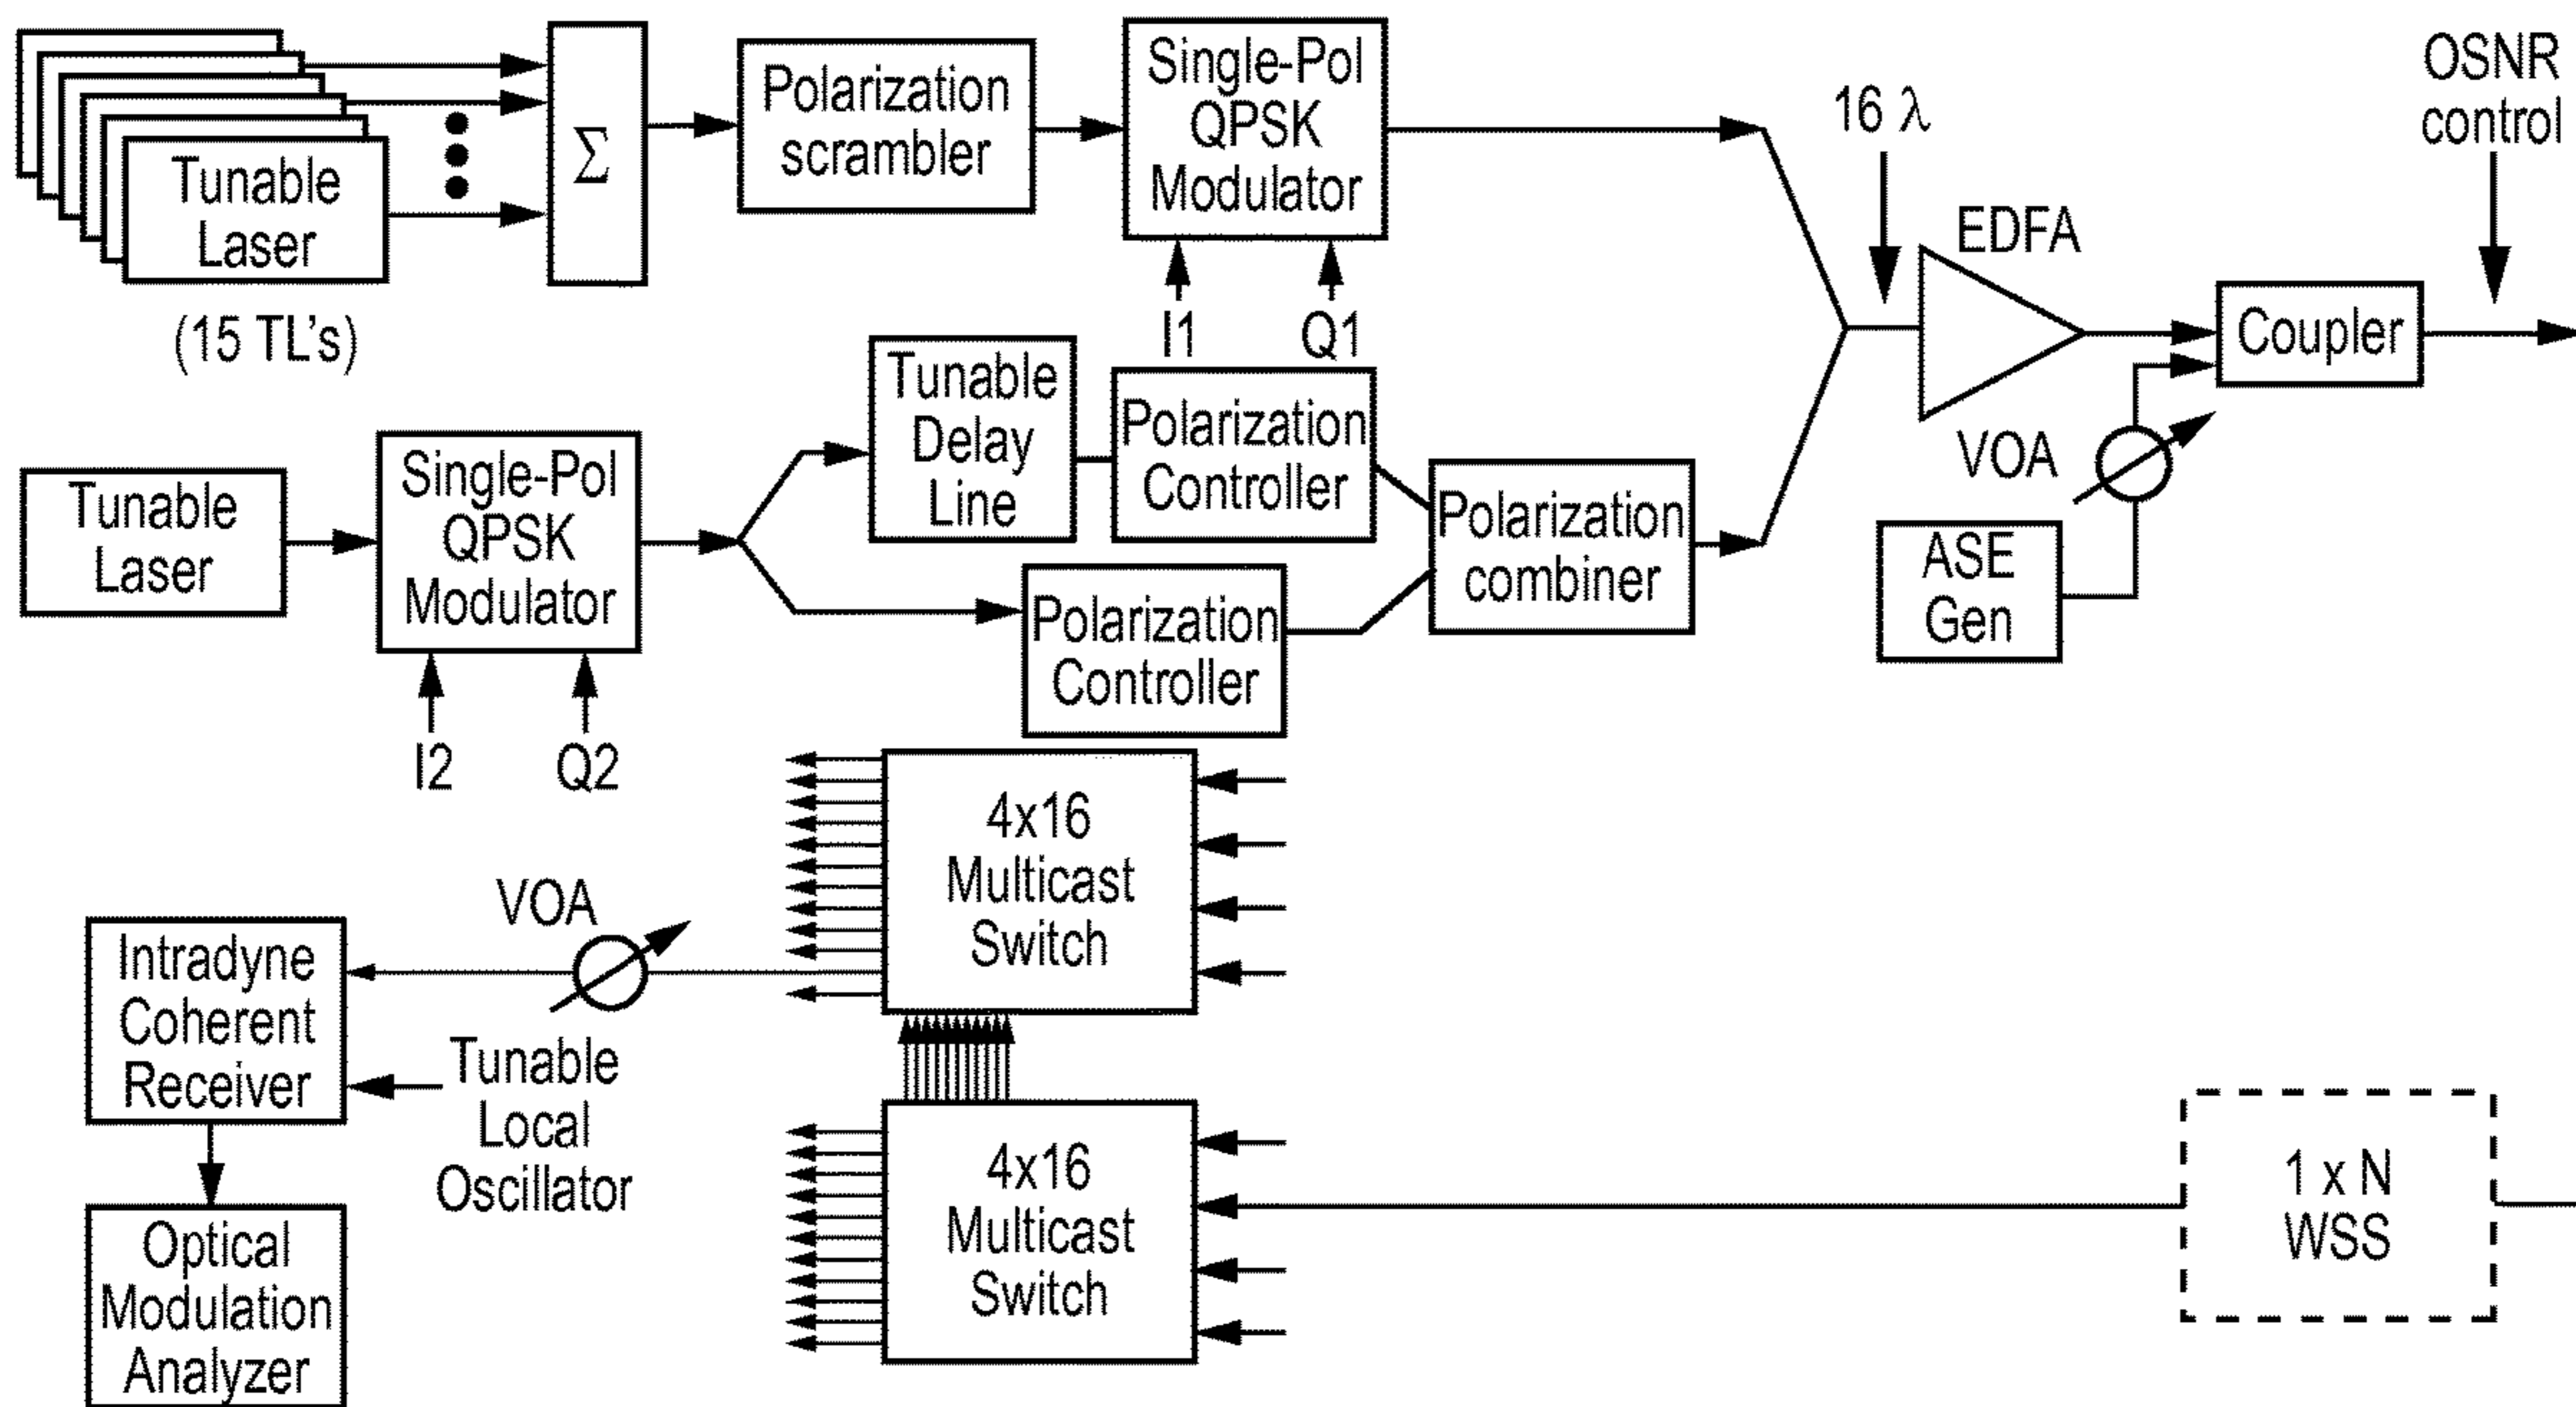 Tunable
Laser
(15 TL's)
Σ
Polarization
scrambler
Single-Pol
QPSK
Modulator
I1
Q1
16 λ
EDFA
OSNR
control
Coupler
VOA
ASE
Gen
Tunable
Laser
Single-Pol
QPSK
Modulator
I2
Q2
Tunable
Delay
Line
Polarization
Controller
Polarization
Controller
Polarization
combiner
4x16
Multicast
Switch
VOA
Intradyne
Coherent
Receiver
Tunable
Local
Oscillator
Optical
Modulation
Analyzer
4x16
Multicast
Switch
1 x N
WSS